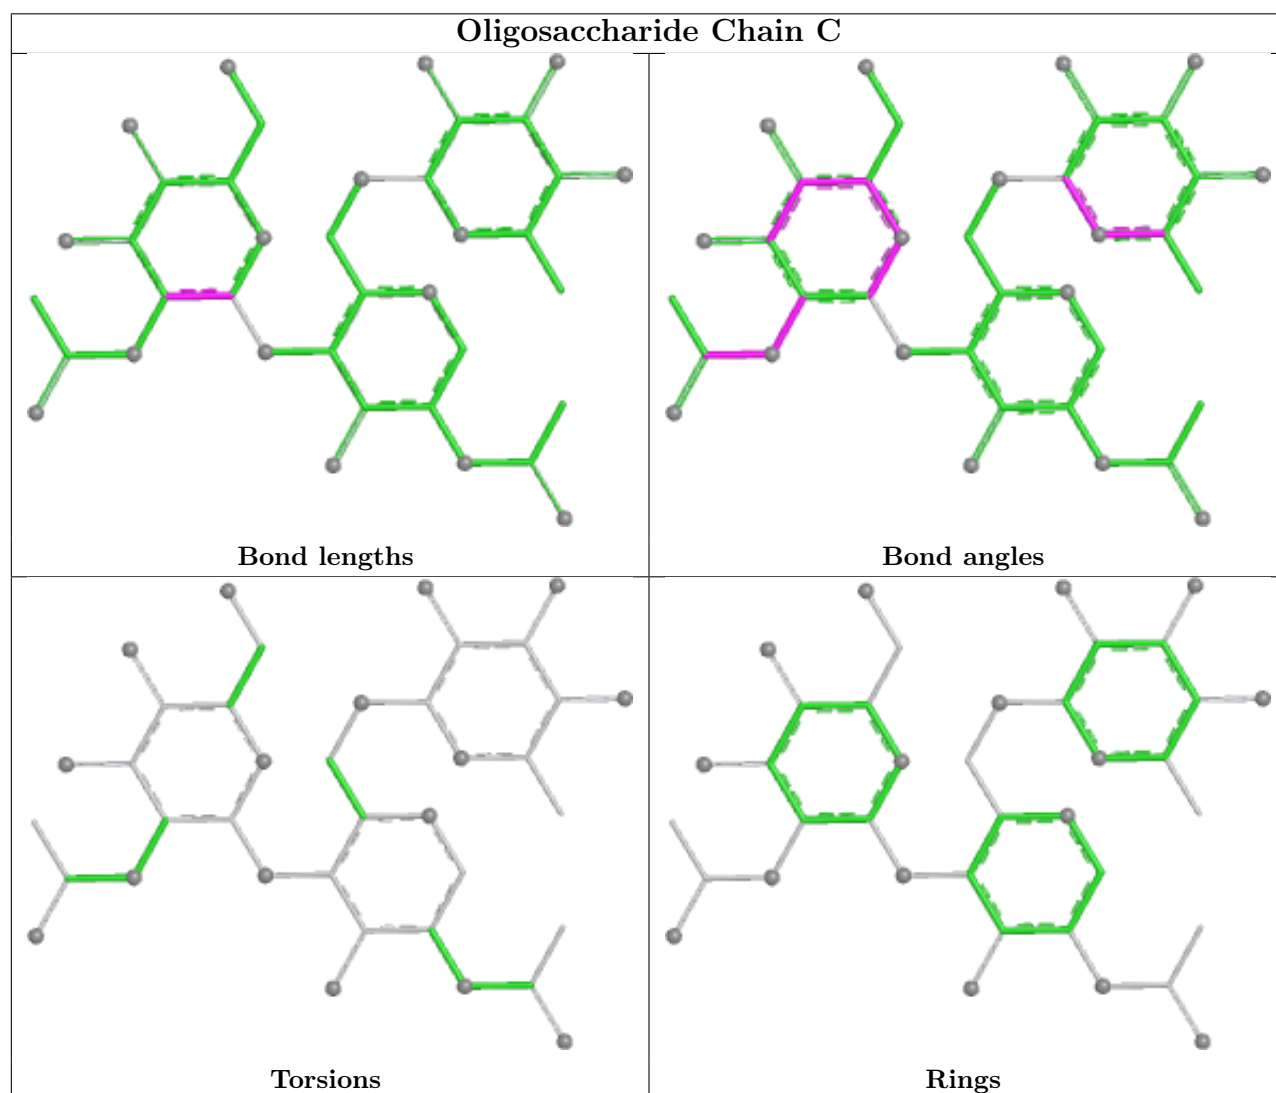 Oligosaccharide Chain C
Bond lengths
Bond angles
Torsions
Rings